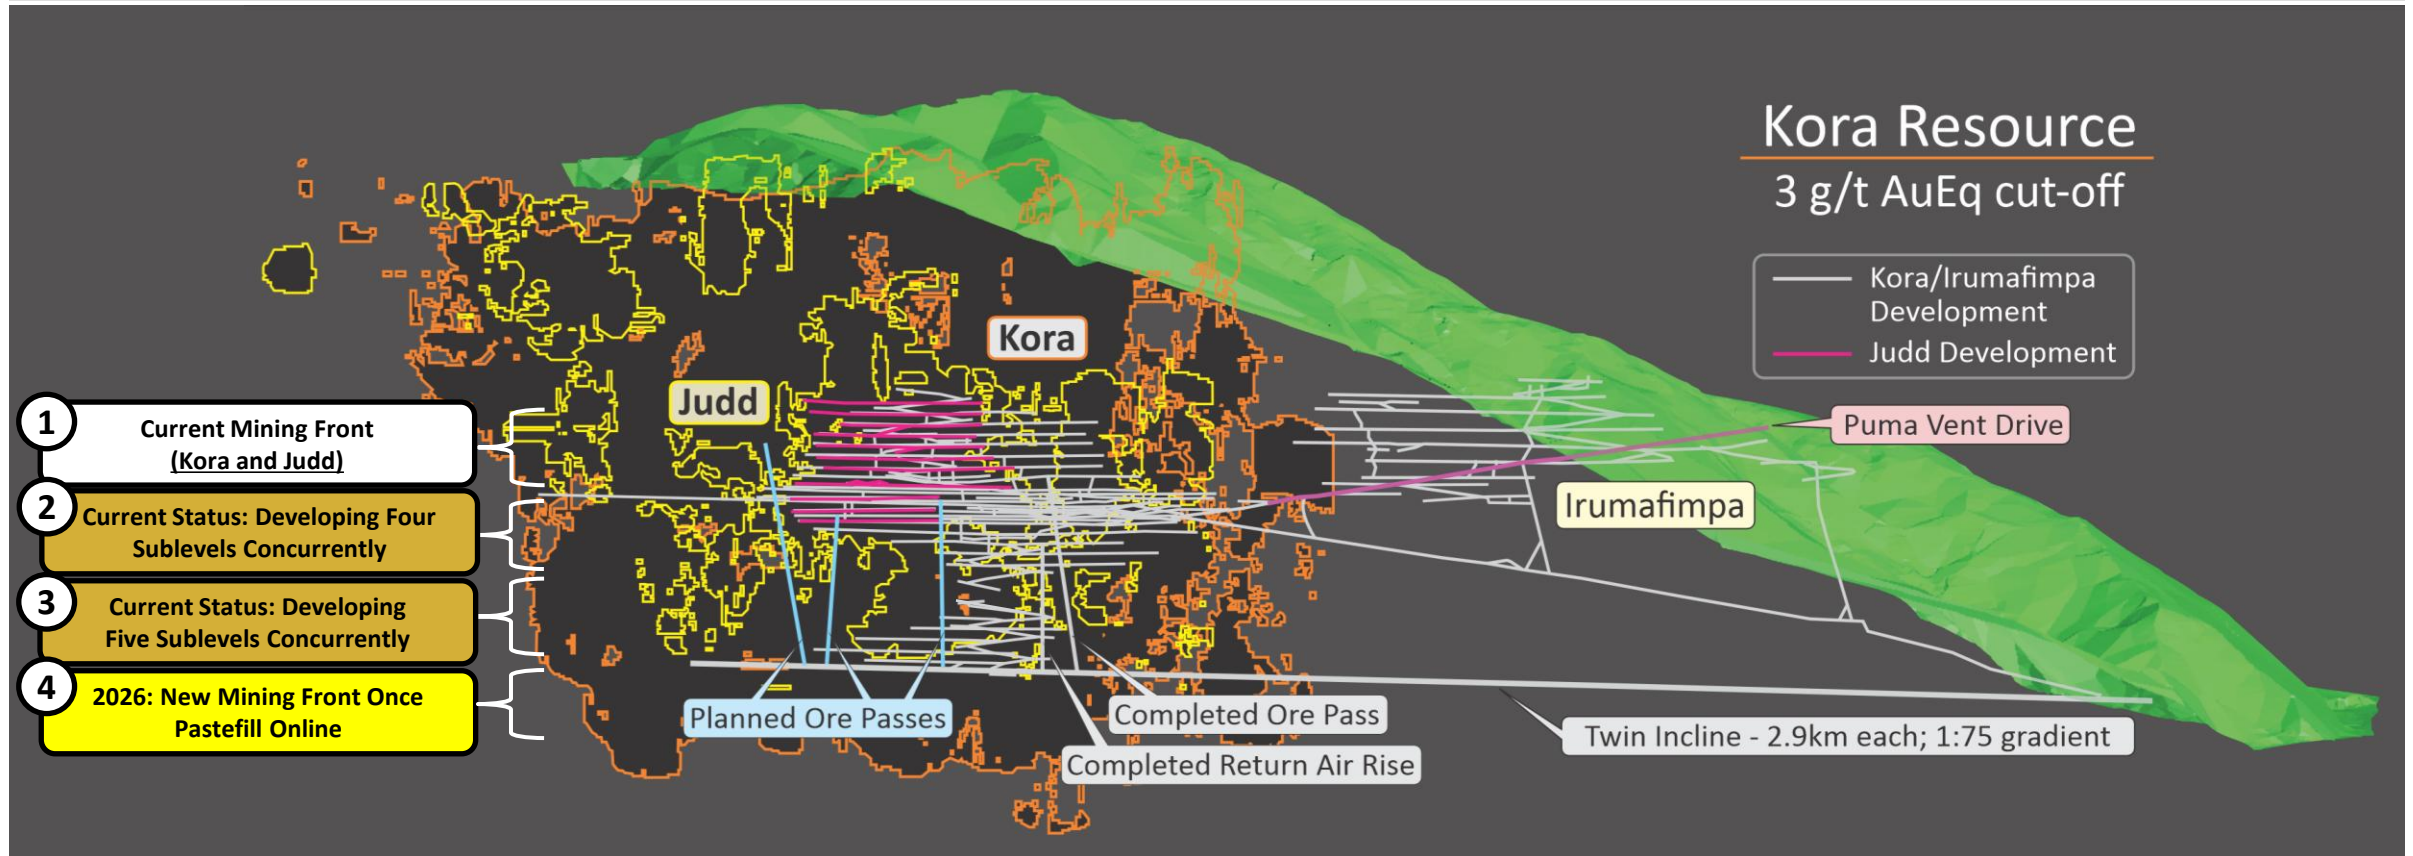 Kora Resource
3 g/t AuEq cut-off
Kora/Irumafimpa
Development
Judd Development
Kora
Judd
1
Current Mining Front
(Kora and Judd)
2
Current Status: Developing Four
Sublevels Concurrently
3
Current Status: Developing
Five Sublevels Concurrently
4
2026: New Mining Front Once
Pastefill Online
Puma Vent Drive
Irumafimpa
Planned Ore Passes
Completed Ore Pass
Completed Return Air Rise
Twin Incline - 2.9km each; 1:75 gradient